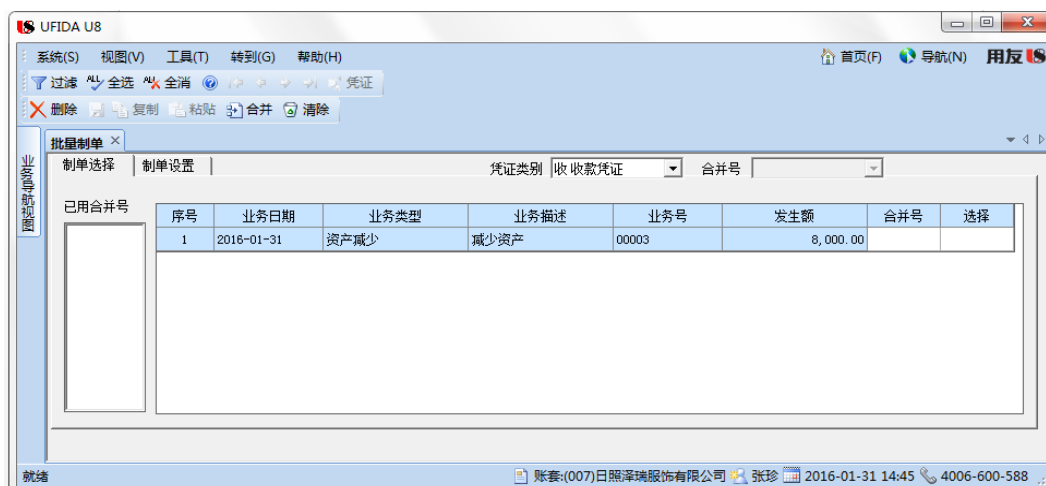 UFIDA U8
系统(S) 视图(V) 工具(T) 转到(G) 帮助(H) 首页(F) 导航(N) 用友U8
过滤 ALL 全选 ALL 全消 凭证
删除 复制 粘贴 合并 清除
批量制单
业务导航视图
制单选择 制单设置 凭证类别 收 收款凭证 合并号
已用合并号
序号 业务日期 业务类型 业务描述 业务号 发生额 合并号 选择
1 2016-01-31 资产减少 减少资产 00003 8,000.00
就绪 账套:(007)日照泽瑞服饰有限公司 张珍 2016-01-31 14:45 4006-600-588